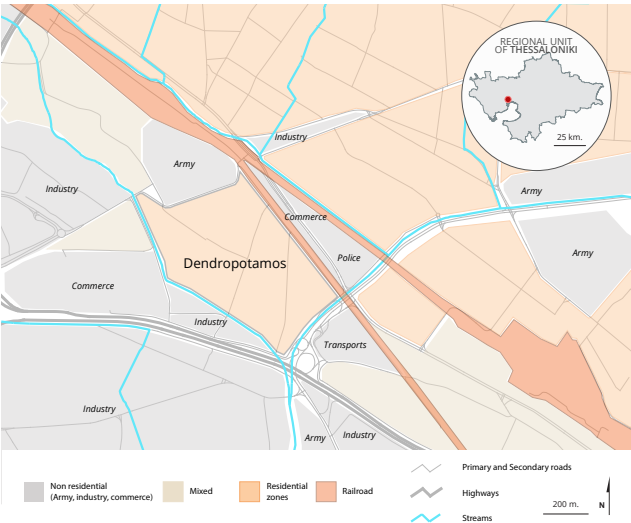 REGIONAL UNIT
OF THESSALONIKI
25 km.
Industry
Army
Industry
Army
Commerce
Army
Police
Dendropotamos
Commerce
Industry
Transports
Industry
Army
Industry
Non residential
(Army, industry, commerce)
Mixed
Residential
zones
Railroad
Primary and Secondary roads
Highways
Streams
200 m.
N